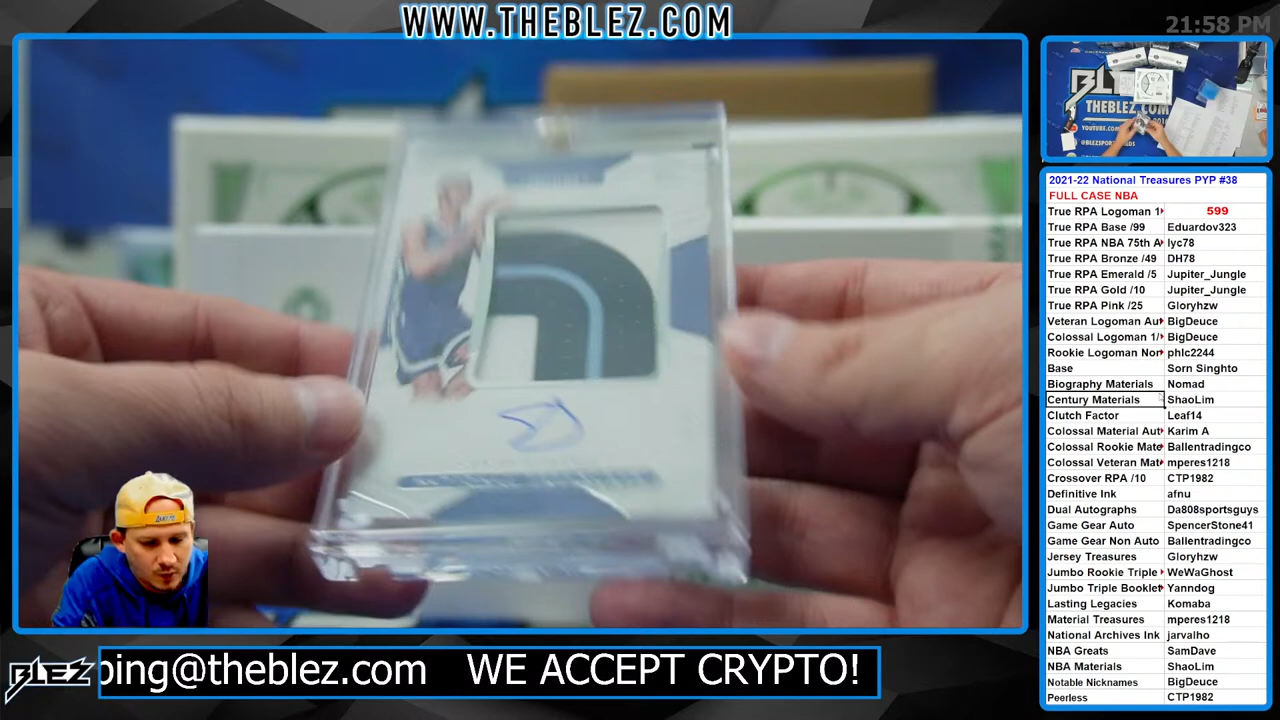 WWW.THEBLEZ.COM
21:58 PM
BLEZ
THEBLEZ.COM
2021-22 National Treasures PYP #38
FULL CASE NBA
True RPA Logoman 1 599
True RPA Base /99 Eduardov323
True RPA NBA 75th A lyc78
True RPA Bronze /49 DH78
True RPA Emerald /5 Jupiter_Jungle
True RPA Gold /10 Jupiter_Jungle
True RPA Pink /25 Gloryhzw
Veteran Logoman Au BigDeuce
Colossal Logoman 1/ BigDeuce
Rookie Logoman Nor phlc2244
Base Sorn Singhto
Biography Materials Nomad
Century Materials ShaoLim
Clutch Factor Leaf14
Colossal Material Aut Karim A
Colossal Rookie Mate Ballentradingco
Colossal Veteran Mat mperes1218
Crossover RPA /10 CTP1982
Definitive Ink afnu
Dual Autographs Da808sportsguys
Game Gear Auto SpencerStone41
Game Gear Non Auto Ballentradingco
Jersey Treasures Gloryhzw
Jumbo Rookie Triple WeWaGhost
Jumbo Triple Booklet Yanndog
Lasting Legacies Komaba
Material Treasures mperes1218
National Archives Ink jarvalho
NBA Greats SamDave
NBA Materials ShaoLim
Notable Nicknames BigDeuce
Peerless CTP1982
BLEZ
ping@theblez.com WE ACCEPT CRYPTO!